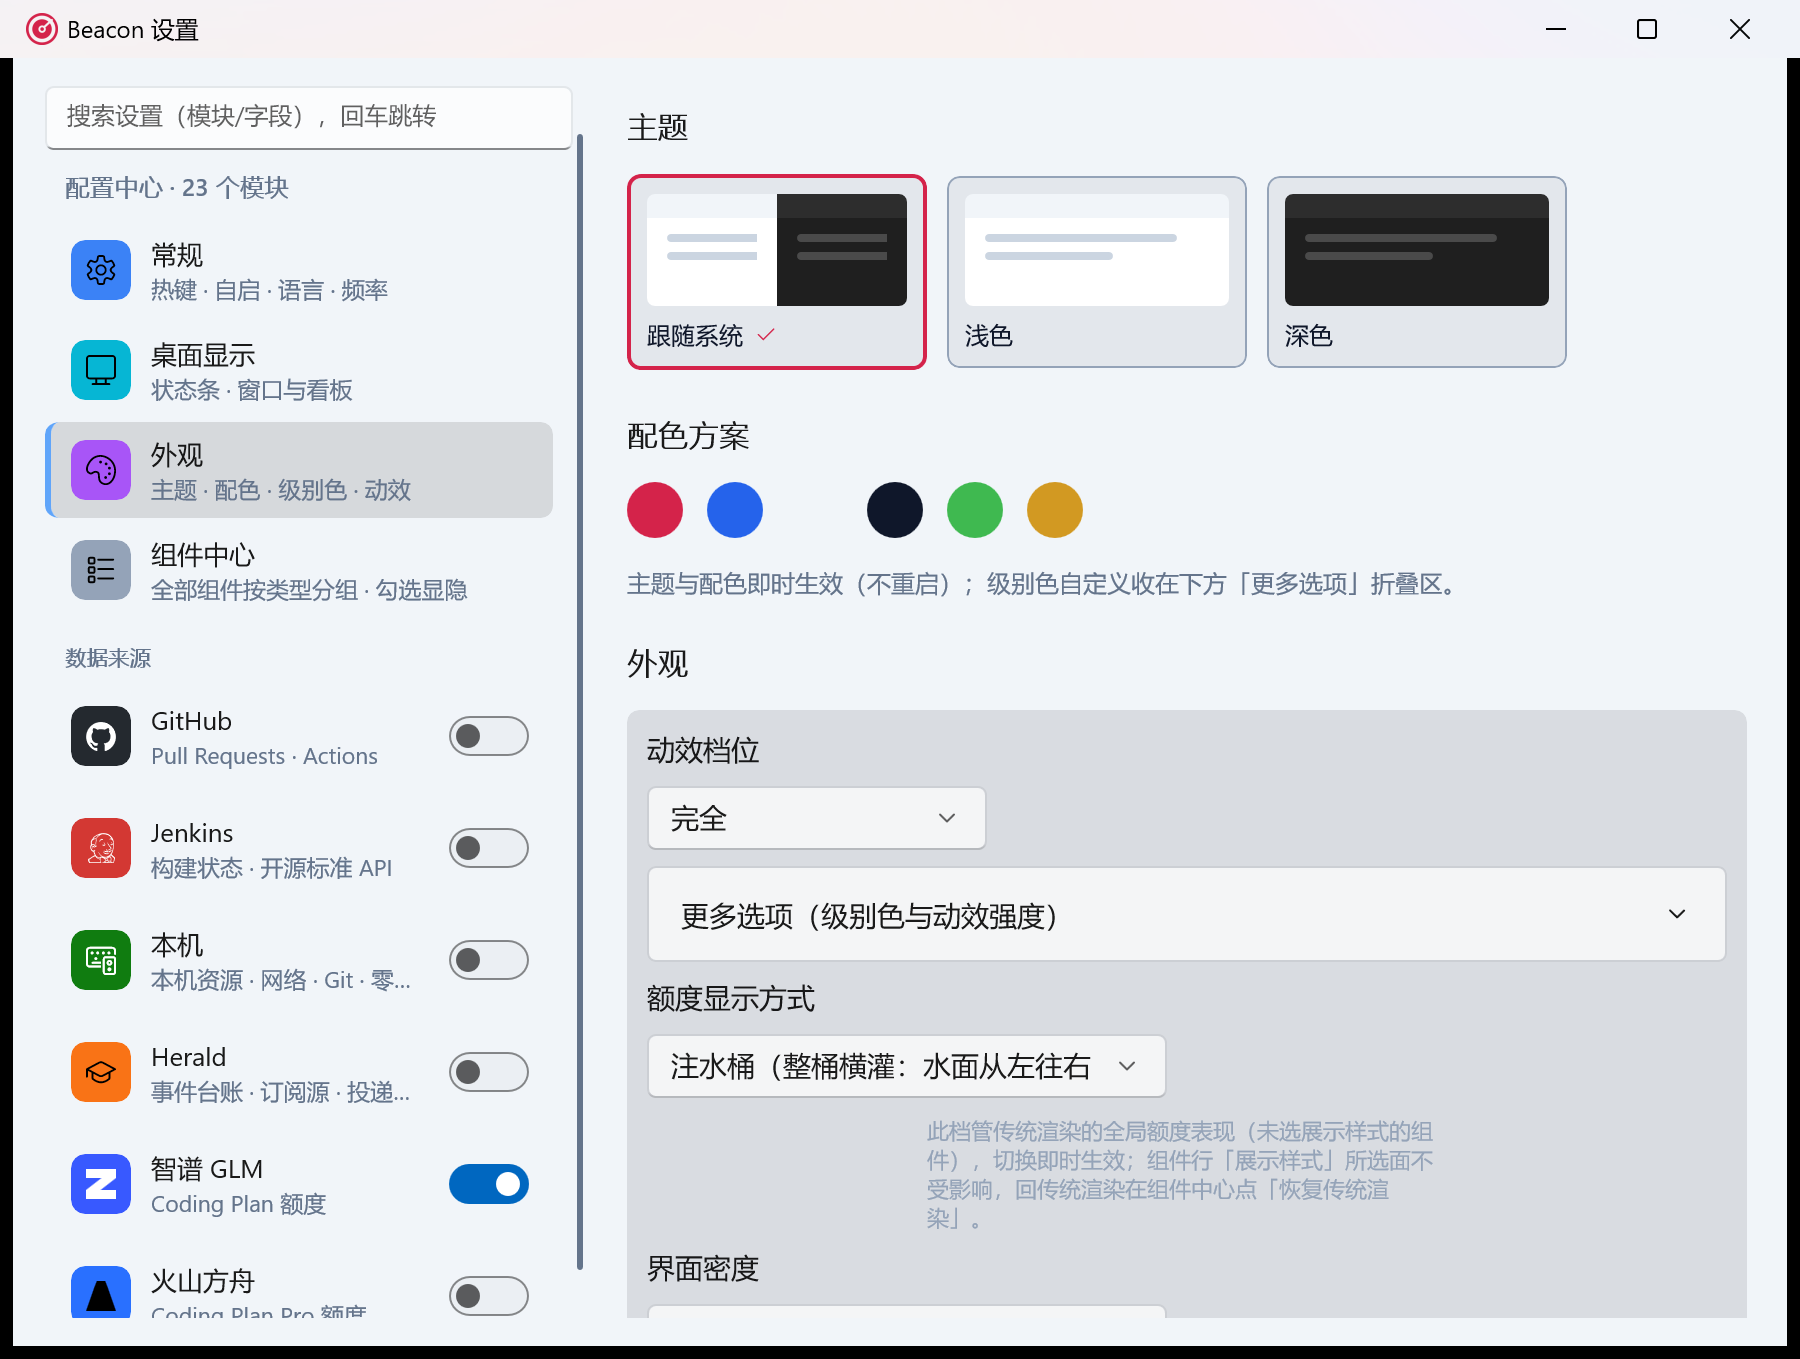 Beacon 设置
搜索设置（模块/字段），回车跳转
配置中心 · 23 个模块
常规
热键 · 自启 · 语言 · 频率
桌面显示
状态条 · 窗口与看板
外观
主题 · 配色 · 级别色 · 动效
组件中心
全部组件按类型分组 · 勾选显隐
数据来源
GitHub
Pull Requests · Actions
Jenkins
构建状态 · 开源标准 API
本机
本机资源 · 网络 · Git · 零...
Herald
事件台账 · 订阅源 · 投递...
智谱 GLM
Coding Plan 额度
火山方舟
Coding Plan Pro 额度
主题
跟随系统
浅色
深色
配色方案
主题与配色即时生效（不重启）；级别色自定义收在下方「更多选项」折叠区。
外观
动效档位
完全
更多选项（级别色与动效强度）
额度显示方式
注水桶（整桶横灌：水面从左往右
此档管传统渲染的全局额度表现（未选展示样式的组
件），切换即时生效；组件行「展示样式」所选面不
受影响，回传统渲染在组件中心点「恢复传统渲
染」。
界面密度